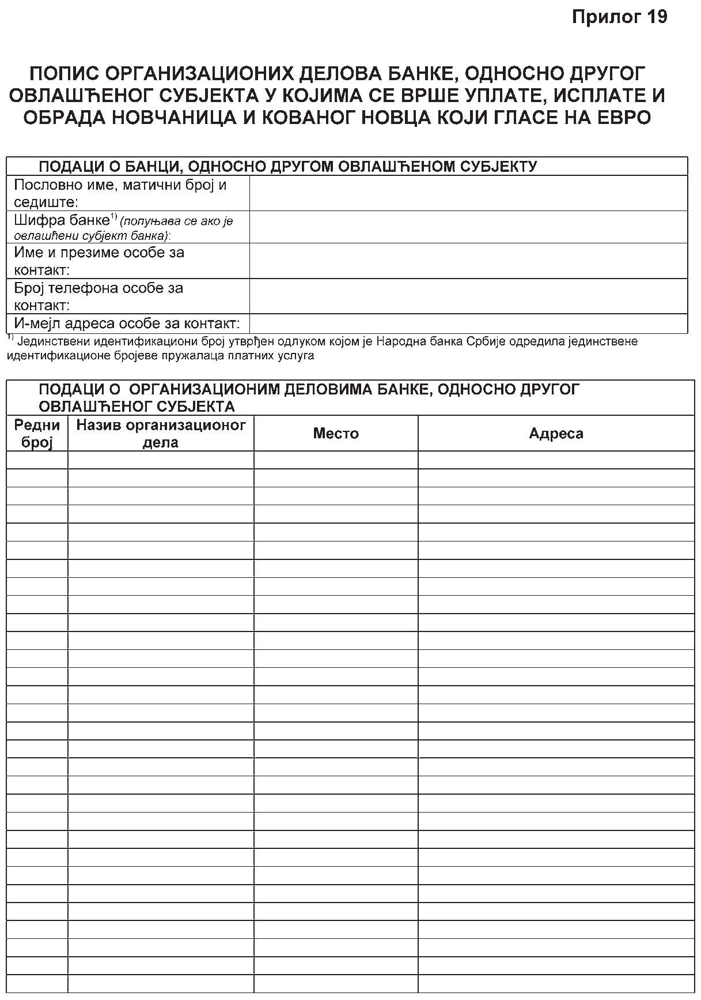 Прилог 19
ПОПИС ОРГАНИЗАЦИОНИХ ДЕЛОВА БАНКЕ, ОДНОСНО ДРУГОГ
ОВЛАШЋЕНОГ СУБЈЕКТА У КОЈИМА СЕ ВРШЕ УПЛАТЕ, ИСПЛАТЕ И
ОБРАДА НОВЧАНИЦА И КОВАНОГ НОВЦА КОЈИ ГЛАСЕ НА ЕВРО
ПОДАЦИ О БАНЦИ, ОДНОСНО ДРУГОМ ОВЛАШЋЕНОМ СУБЈЕКТУ
Пословно име, матични број и
седиште:
Шифра банке1) (попуњава се ако је
овлашћени субјект банка):
Име и презиме особе за
контакт:
Број телефона особе за
контакт:
И-мејл адреса особе за контакт:
1) Јединствени идентификациони број утврђен одлуком којом је Народна банка Србије одредила јединствене
идентификационе бројеве пружалаца платних услуга
ПОДАЦИ О  ОРГАНИЗАЦИОНИМ ДЕЛОВИМА БАНКЕ, ОДНОСНО ДРУГОГ
ОВЛАШЋЕНОГ СУБЈЕКТА
Редни
број
Назив организационог
дела
Место
Адреса